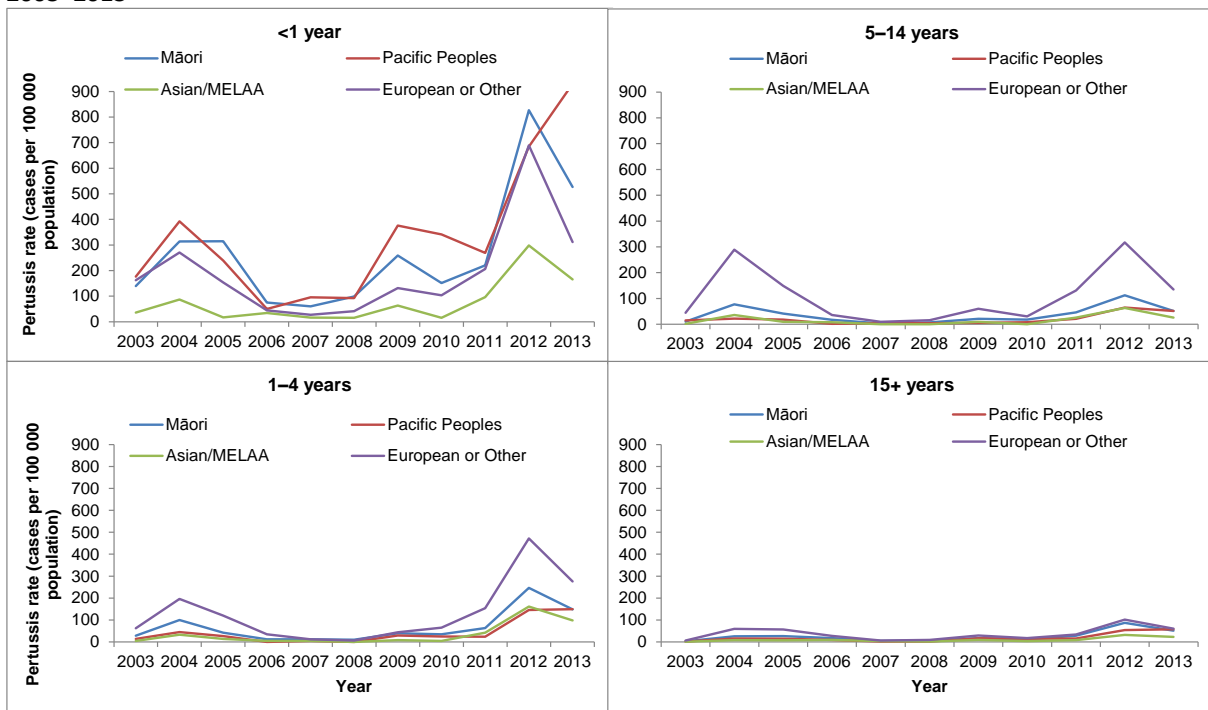 <1 year
Māori
Pacific Peoples
Asian/MELAA
European or Other
Pertussis rate (cases per 100 000
population)
900
800
700
600
500
400
300
200
100
0
2003 2004 2005 2006 2007 2008 2009 2010 2011 2012 2013
5–14 years
Māori
Pacific Peoples
Asian/MELAA
European or Other
900
800
700
600
500
400
300
200
100
0
2003 2004 2005 2006 2007 2008 2009 2010 2011 2012 2013
1–4 years
Māori
Pacific Peoples
Asian/MELAA
European or Other
Pertussis rate (cases per 100 000
population)
900
800
700
600
500
400
300
200
100
0
2003 2004 2005 2006 2007 2008 2009 2010 2011 2012 2013
Year
15+ years
Māori
Pacific Peoples
Asian/MELAA
European or Other
900
800
700
600
500
400
300
200
100
0
2003 2004 2005 2006 2007 2008 2009 2010 2011 2012 2013
Year